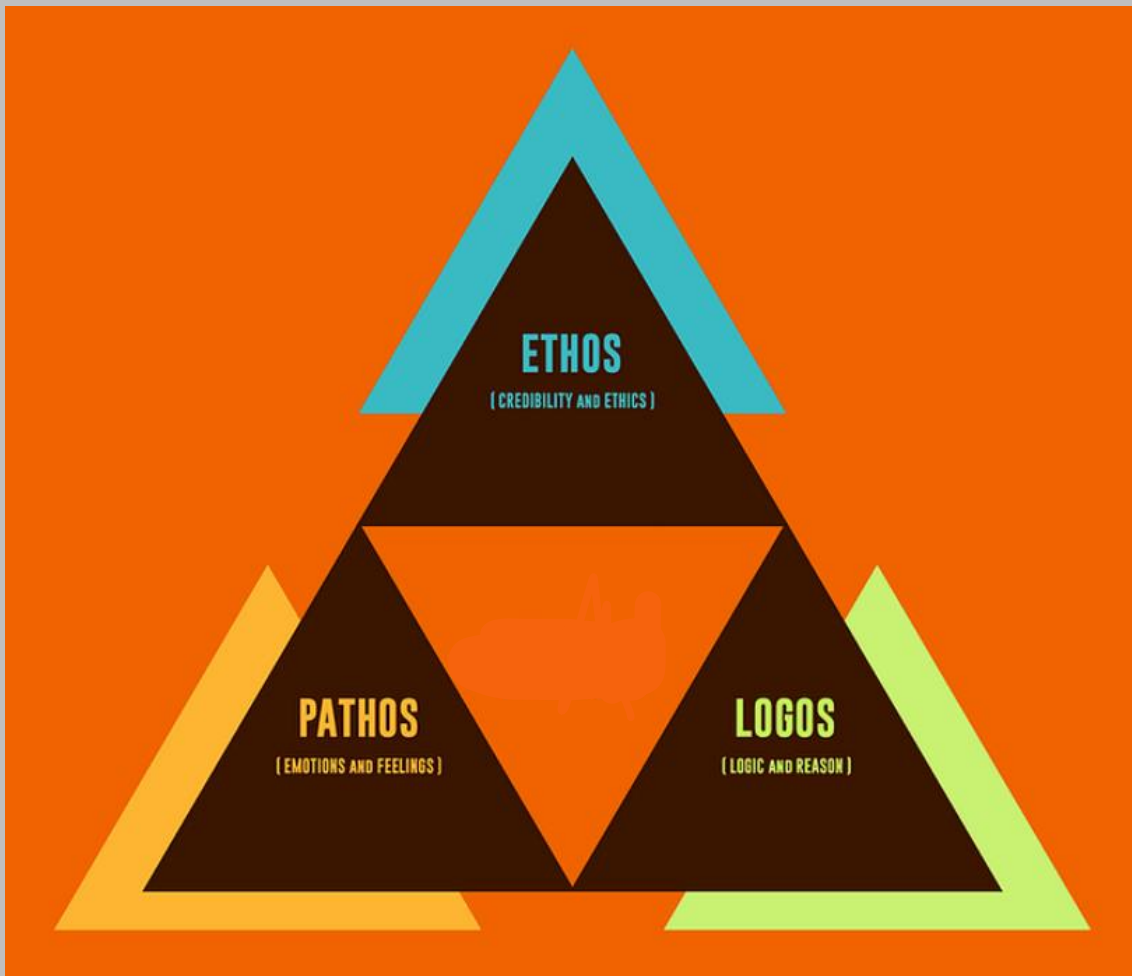 ETHOS
( CREDIBILITY AND ETHICS )
PATHOS
( EMOTIONS AND FEELINGS )
LOGOS
( LOGIC AND REASON )